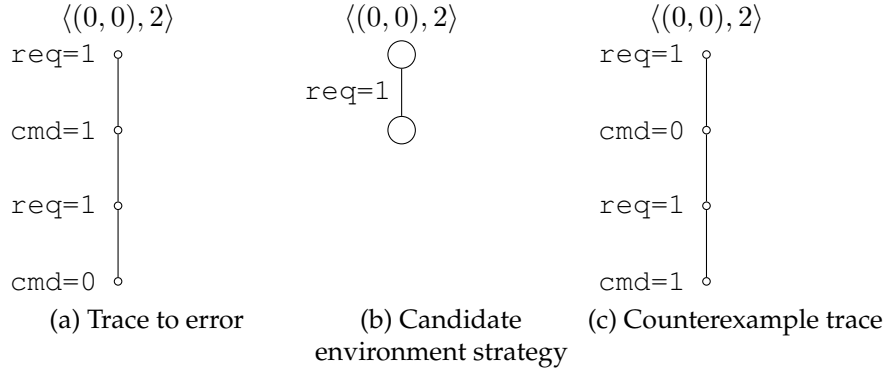 ⟨(0, 0), 2⟩ ⟨(0, 0), 2⟩ ⟨(0, 0), 2⟩
req=1
cmd=1
req=1
cmd=0
(a) Trace to error
req=1
(b) Candidate
environment strategy
req=1
cmd=0
req=1
cmd=1
(c) Counterexample trace